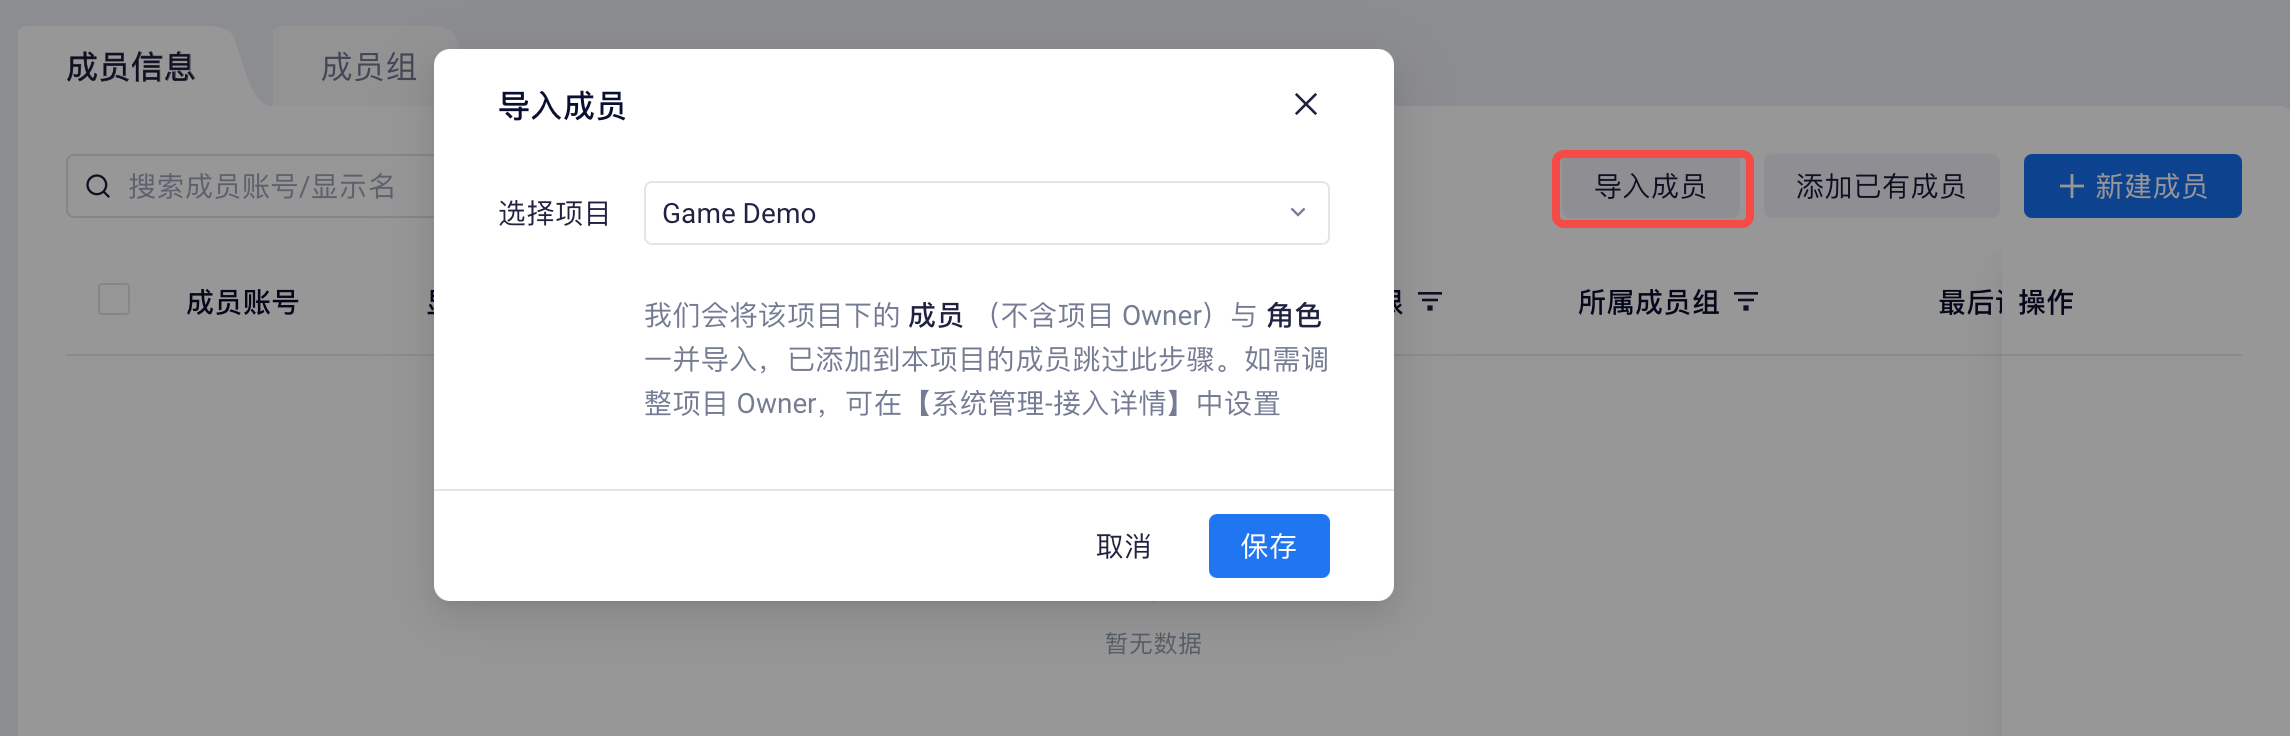 成员信息
成员组
搜索成员账号/显示名
导入成员
添加已有成员
新建成员
成员账号
所属成员组
操作
导入成员
选择项目
Game Demo
我们会将该项目下的 成员 （不含项目 Owner）与 角色
一并导入，已添加到本项目的成员跳过此步骤。如需调
整项目 Owner，可在【系统管理-接入详情】中设置
取消
保存
暂无数据